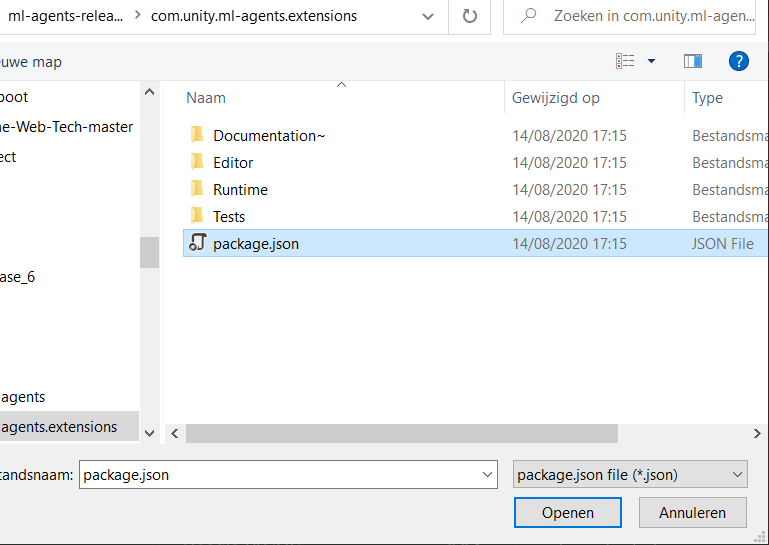 ml-agents-relea... > com.unity.ml-agents.extensions
Zoeken in com.unity.ml-agen...
euwe map
?
boot
ne-Web-Tech-master
ect
ase_6
agents
agents.extensions
Naam Gewijzigd op Type
Documentation~ 14/08/2020 17:15 Bestandsma
Editor 14/08/2020 17:15 Bestandsma
Runtime 14/08/2020 17:15 Bestandsma
Tests 14/08/2020 17:15 Bestandsma
package.json 14/08/2020 17:15 JSON File
tandsnaam: package.json package.json file (*.json)
Openen Annuleren